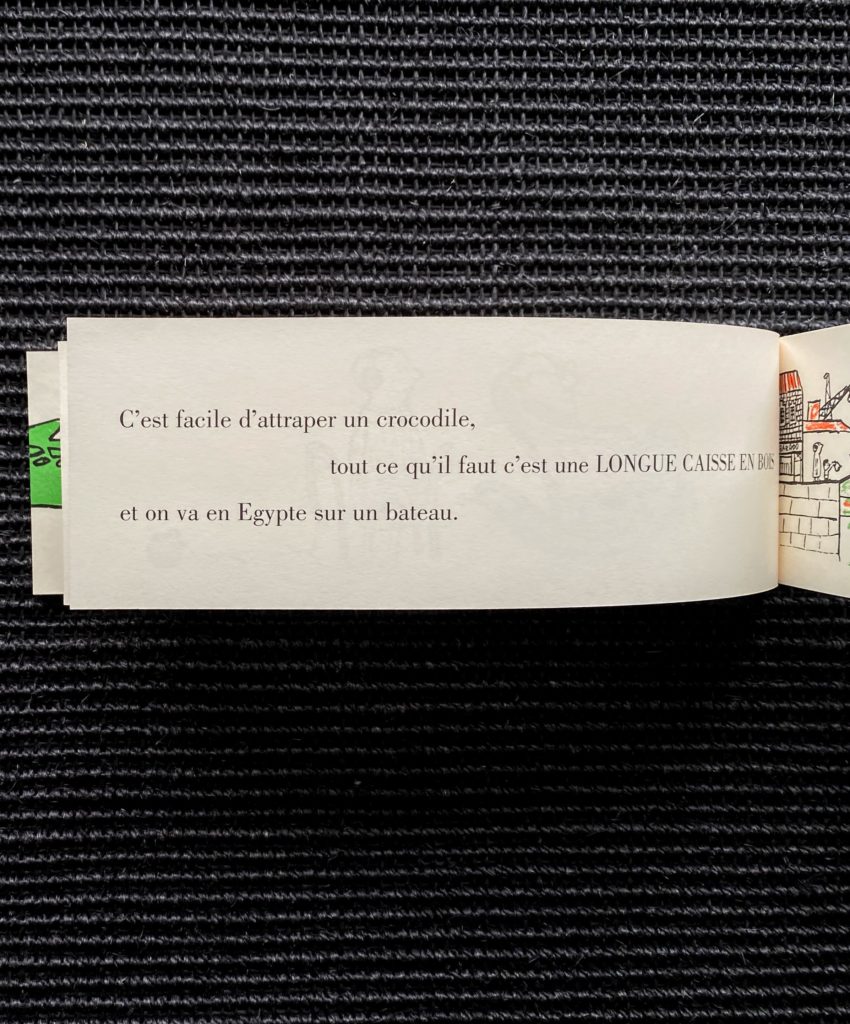 C'est facile d'attraper un crocodile,
tout ce qu'il faut c'est une LONGUE CAISSE EN BOIS
et on va en Egypte sur un bateau.